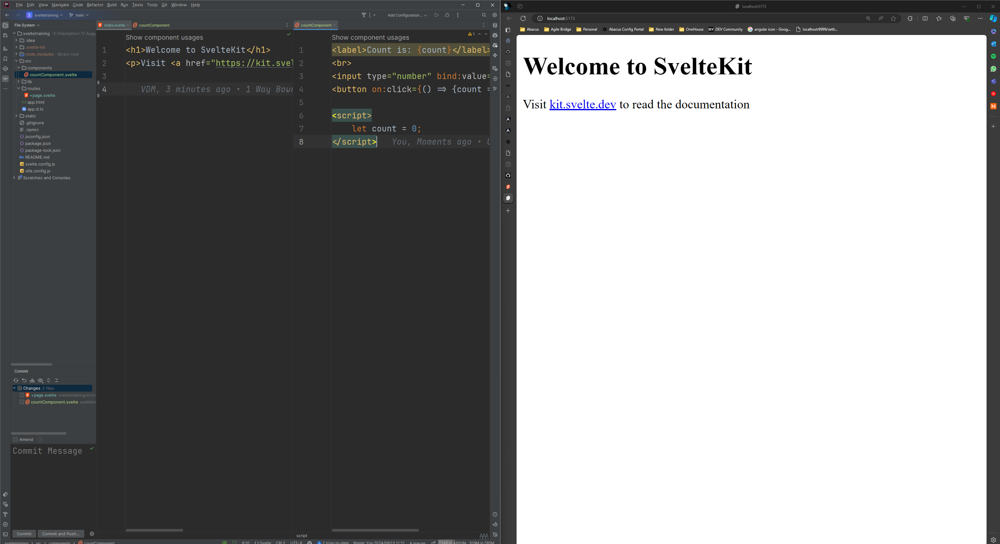 File Edit View Navigate Code Refactor Build Run Tests Tools Git Window Help
S sveltetraining main Add Configuration...
File System
sveltetraining E:\Hackathon 17 Augu
.idea
.svelte-kit
node_modules library root
src
components
countComponent.svelte
lib
routes
+page.svelte
app.html
app.d.ts
static
.gitignore
.npmrc
jsconfig.json
package.json
package-lock.json
README.md
svelte.config.js
vite.config.js
Scratches and Consoles
Commit
Changes 2 files
+page.svelte sveltetraining\src\r
countComponent.svelte sveltetra
Amend
Commit Message
Commit Commit and Push...
index.svelte countComponent
Show component usages
1 <h1>Welcome to SvelteKit</h1>
2 <p>Visit <a href="https://kit.svel
3
4 VDM, 3 minutes ago • 1 Way Bour
countComponent
Show component usages
1
1 <label>Count is: {count}</label>
2 <br>
3 <input type="number" bind:value=
4 <button on:click={() => {count =
5
6 <script>
7 let count = 0;
8 </script> You, Moments ago •
script
sveltetraining > src > components > countComponent
8:10 {} Svelte CRLF UTF-8 2 Δ/up-to-date Blame: You 2024/08/13 11:21 4 spaces 2248 of 4600M 209M in 785M
localhost:5173
localhost:5173
Abacus Agile Bridge Personal Abacus Config Portal New folder OneHouse DEV DEV Community angular icon - Goog... localhost:9999/setti...
Welcome to SvelteKit
Visit kit.svelte.dev to read the documentation